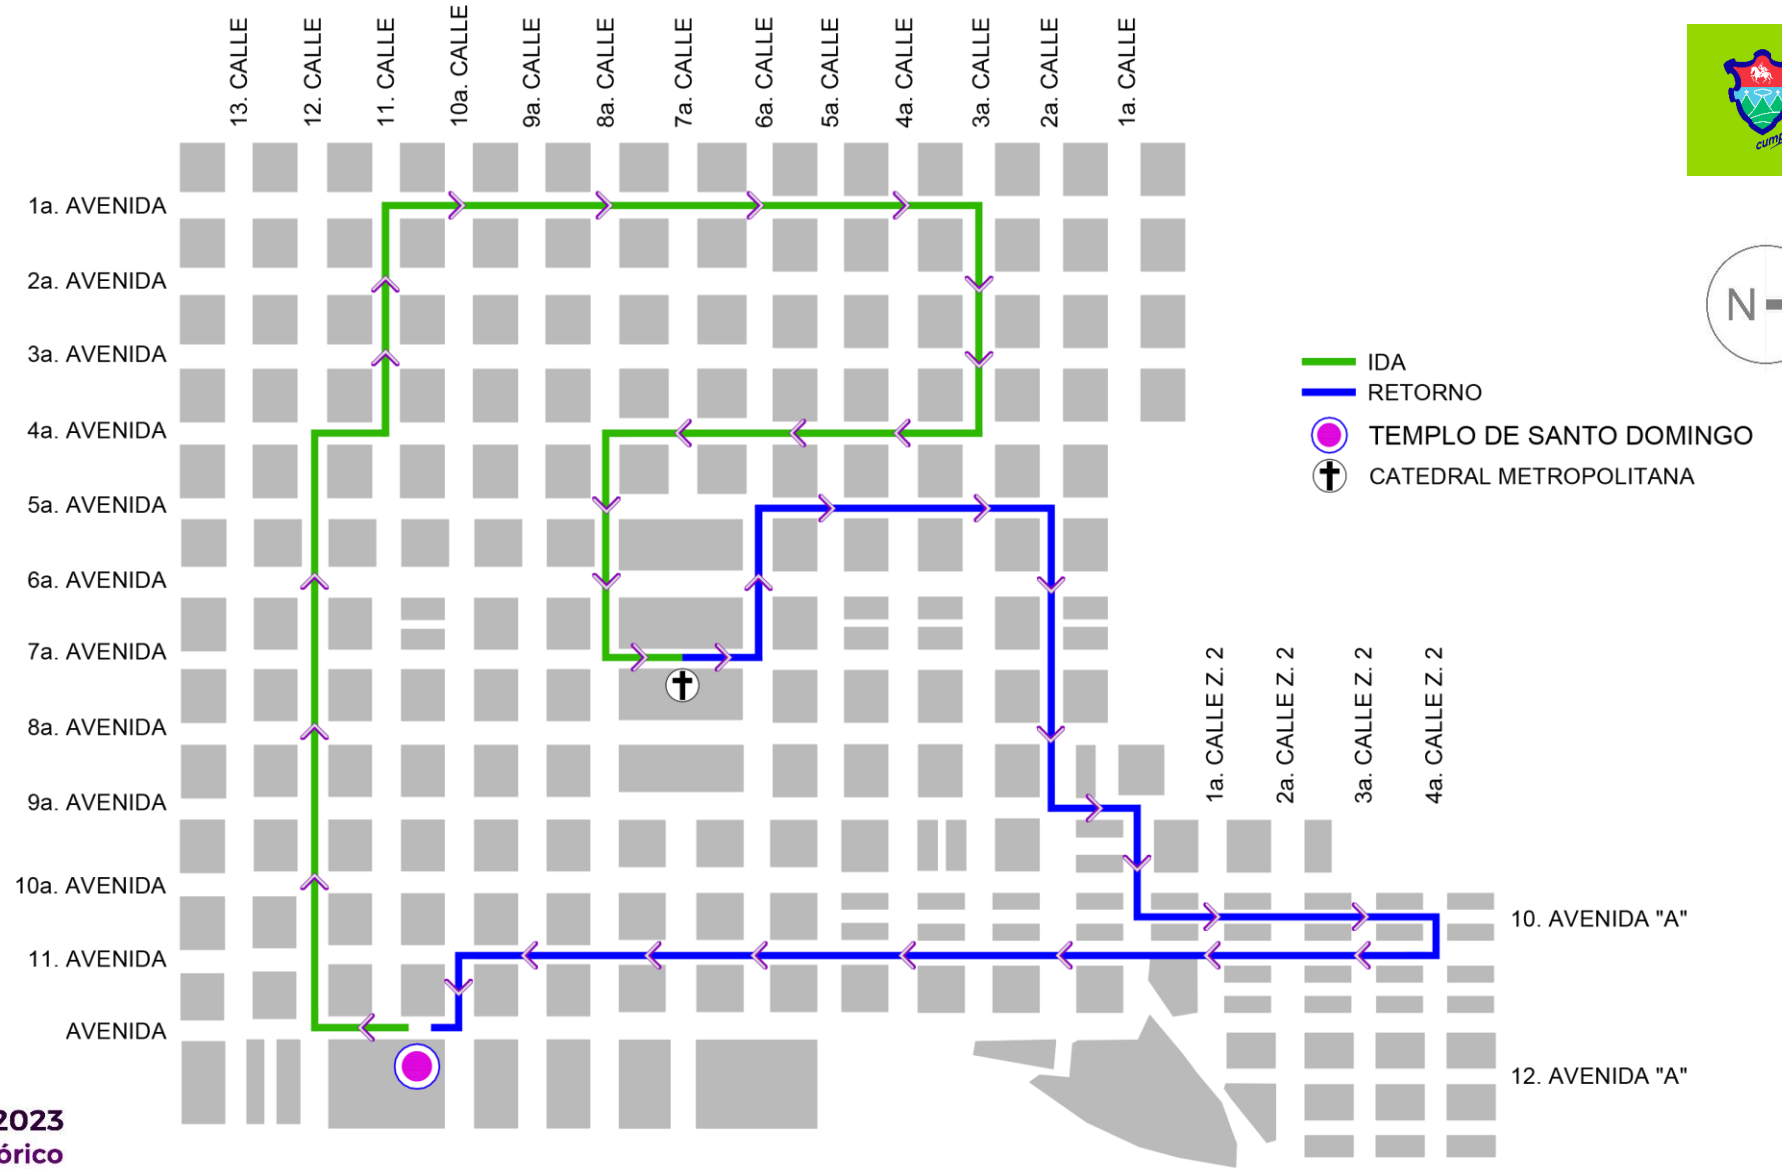 13. CALLE
12. CALLE
11. CALLE
10a. CALLE
9a. CALLE
8a. CALLE
7a. CALLE
6a. CALLE
5a. CALLE
4a. CALLE
3a. CALLE
2a. CALLE
1a. CALLE
1a. AVENIDA
2a. AVENIDA
3a. AVENIDA
4a. AVENIDA
5a. AVENIDA
6a. AVENIDA
7a. AVENIDA
8a. AVENIDA
9a. AVENIDA
10a. AVENIDA
11. AVENIDA
AVENIDA
N
IDA
RETORNO
TEMPLO DE SANTO DOMINGO
CATEDRAL METROPOLITANA
1a. CALLE Z. 2
2a. CALLE Z. 2
3a. CALLE Z. 2
4a. CALLE Z. 2
10. AVENIDA "A"
12. AVENIDA "A"
2023
órico